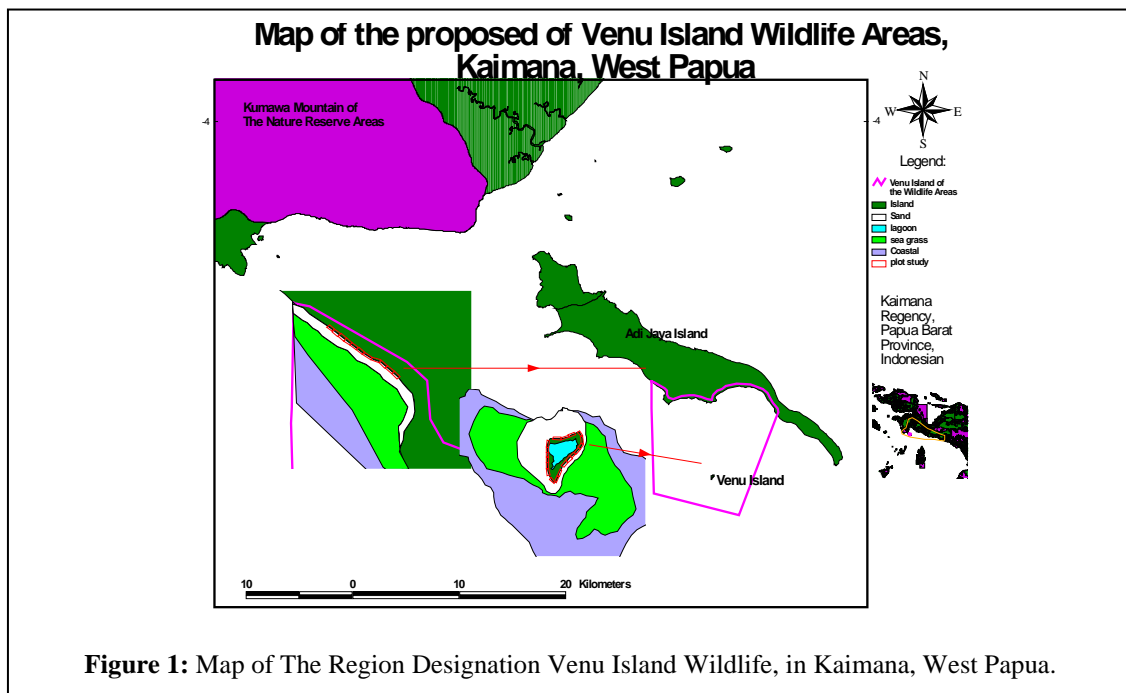 Map of the proposed of Venu Island Wildlife Areas,
Kaimana, West Papua
Kumawa Mountain of
The Nature Reserve Areas
-4
-4
N
W
E
S
Legend:
Venu Island of
the Wildlife Areas
Island
Sand
lagoon
sea grass
Coastal
plot study
Kaimana
Regency,
Papua Barat
Province,
Indonesian
Adi Jaya Island
Venu Island
10 0 10 20 Kilometers
Figure 1: Map of The Region Designation Venu Island Wildlife, in Kaimana, West Papua.